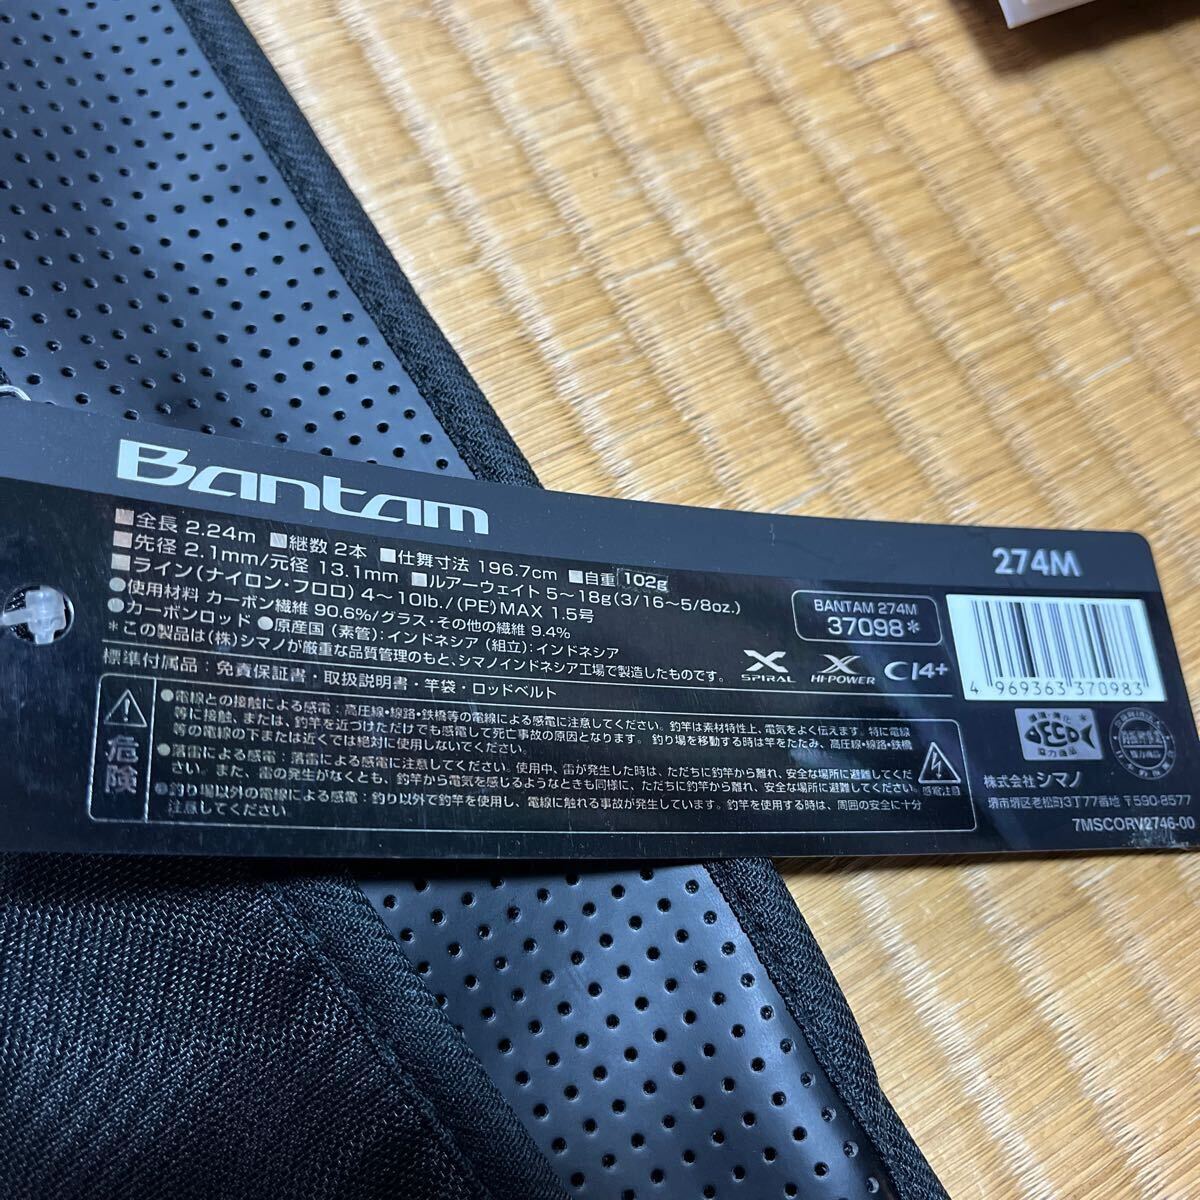 Bantam
274M
■全長 2.24m ■継数 2本 ■仕舞寸法 196.7cm ■自重 102g
■先径 2.1mm/元径 13.1mm ■ルアーウェイト 5～18g(3/16～5/8oz.)
■ライン(ナイロン・フロロ) 4～10lb./(PE)MAX 1.5号
●使用材料 カーボン繊維 90.6%/グラス・その他の繊維 9.4%
●カーボンロッド ●原産国(素管):インドネシア (組立):インドネシア
＊この製品は(株)シマノが厳重な品質管理のもと、シマノインドネシア工場で製造したものです。
標準付属品：免責保証書・取扱説明書・竿袋・ロッドベルト
BANTAM 274M
37098＊
X SPIRAL
X HI-POWER
CI4+
4 969363 370983
危険
●電線との接触による感電：高圧線・線路・鉄橋等の電線による感電に注意してください。釣竿は素材特性上、電気をよく伝えます。特に電線
等に接触、または、釣竿を近づけただけでも感電して死亡事故の原因となります。釣り場を移動する時は竿をたたみ、高圧線・線路・鉄橋
等の電線の下または近くでは絶対に使用しないでください。
●落雷による感電：落雷による感電に注意してください。使用中、雷が発生した時は、ただちに釣竿から離れ、安全な場所に避難してくだ
さい。また、雷の発生がなくとも、釣竿から電気を感じるようなときも同様に、ただちに釣竿から離れ、安全な場所に避難してください。
●釣り場以外の電線による感電：釣り以外で釣竿を使用し、電線に触れる事故が発生しています。釣竿を使用する時は、周囲の安全に十分
注意してください
感電注意
ECO
協力商品
株式会社シマノ
堺市堺区老松町3丁77番地 〒590-8577
7MSCORV2746-00